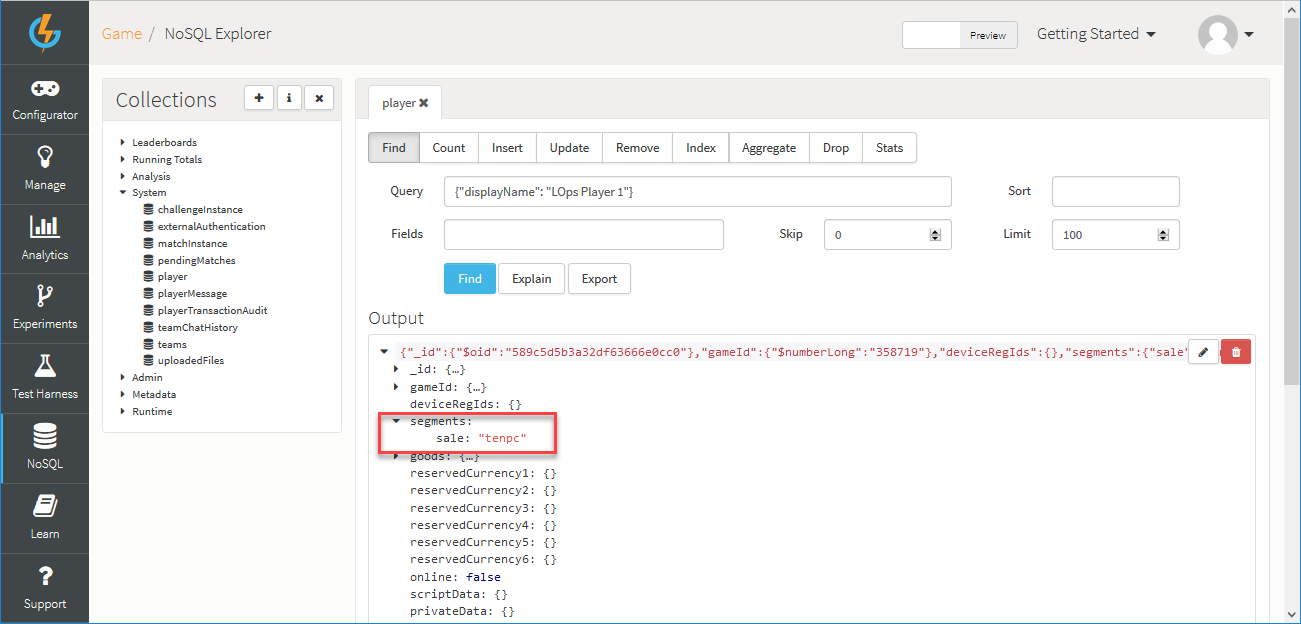 Game / NoSQL Explorer
Preview
Getting Started
Configurator
Manage
Analytics
Experiments
Test Harness
NoSQL
Learn
Support
Collections
Leaderboards
Running Totals
Analysis
System
challengeInstance
externalAuthentication
matchInstance
pendingMatches
player
playerMessage
playerTransactionAudit
teamChatHistory
teams
uploadedFiles
Admin
Metadata
Runtime
player
Find Count Insert Update Remove Index Aggregate Drop Stats
Query {"displayName": "LOps Player 1"} Sort
Fields Skip 0 Limit 100
Find Explain Export
Output
{"_id":{"$oid":"589c5d5b3a32df63666e0cc0"},"gameId":{"$numberLong":"358719"},"deviceRegIds":{},"segments":{"sale"
_id: {…}
gameId: {…}
deviceRegIds: {}
segments:
sale: "tenpc"
goods: {…}
reservedCurrency1: {}
reservedCurrency2: {}
reservedCurrency3: {}
reservedCurrency4: {}
reservedCurrency5: {}
reservedCurrency6: {}
online: false
scriptData: {}
privateData: {}